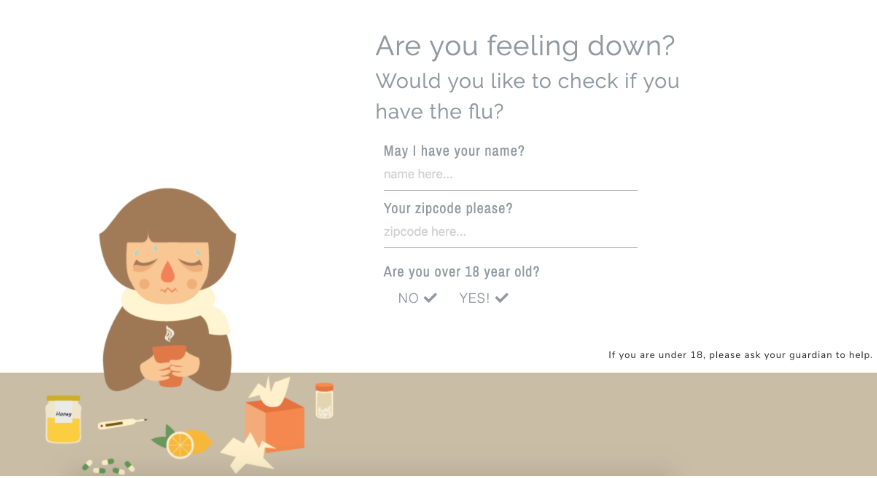 Are you feeling down?
Would you like to check if you
have the flu?
May I have your name?
name here...
Your zipcode please?
zipcode here...
Are you over 18 year old?
NO ✔ YES! ✔
If you are under 18, please ask your guardian to help.
Honey